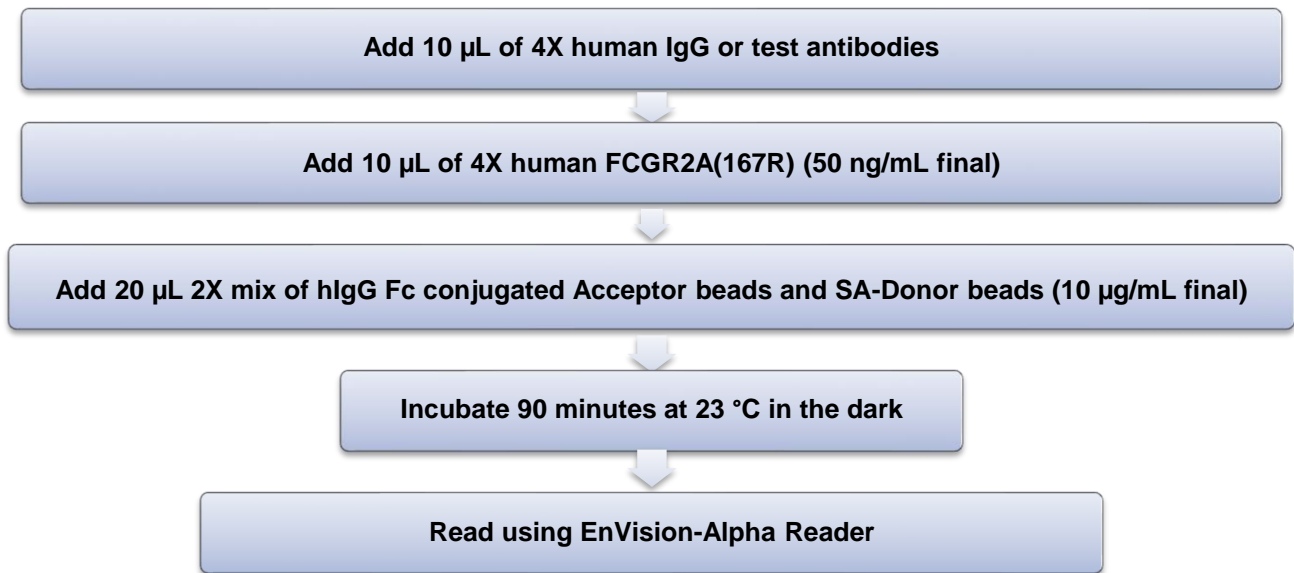 Add 10 µL of 4X human IgG or test antibodies
Add 10 µL of 4X human FCGR2A(167R) (50 ng/mL final)
Add 20 µL 2X mix of hIgG Fc conjugated Acceptor beads and SA-Donor beads (10 µg/mL final)
Incubate 90 minutes at 23 °C in the dark
Read using EnVision-Alpha Reader